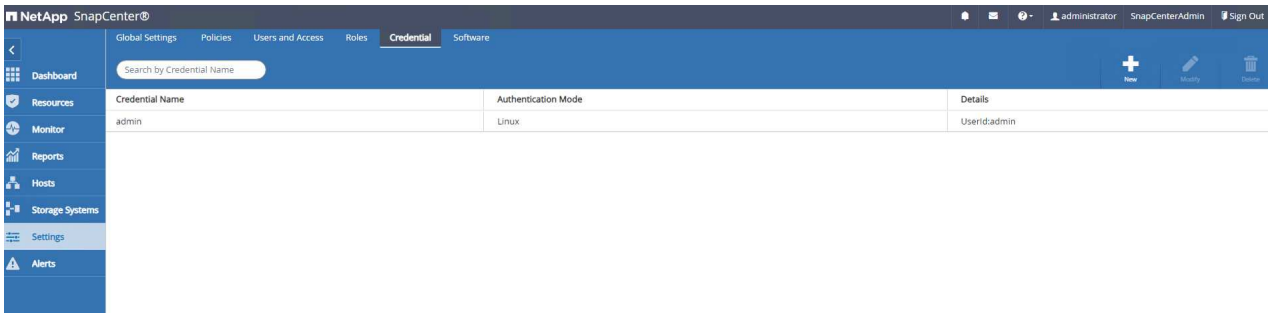 NetApp SnapCenter®
administrator SnapCenterAdmin Sign Out
Global Settings Policies Users and Access Roles Credential Software
Search by Credential Name
New Modify Delete
Dashboard
Resources
Monitor
Reports
Hosts
Storage Systems
Settings
Alerts
Credential Name Authentication Mode Details
admin Linux UserId:admin